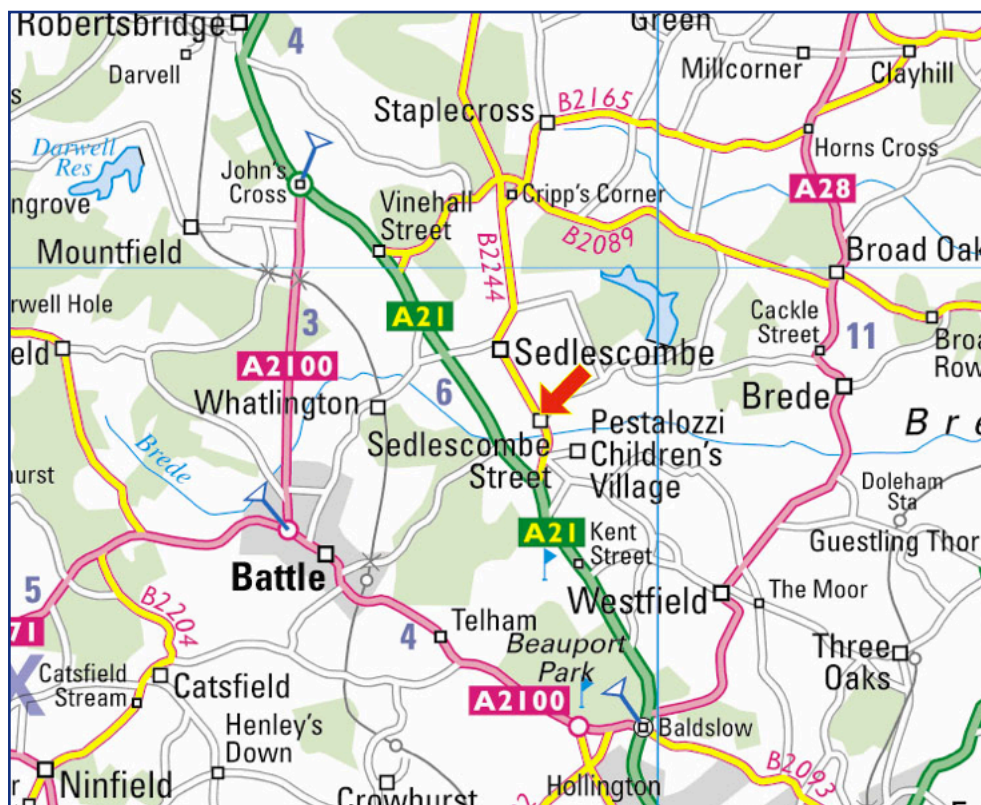 Robertsbridge
4
Green
Darvell
Millcorner
Clayhill
s
Staplecross
B2165
Darwell
Res
John's
Cross
Horns Cross
A28
ngrove
Vinehall
Street
Cripp's Corner
B2089
Mountfield
B2244
Broad Oak
rwell Hole
3
A21
Cackle
Street
11
Broa
Row
eld
A2100
Sedlescombe
6
Whatlington
Brede
Sedlescombe
Street
Pestalozzi
Children's
Village
Bre
Brede
hurst
Doleham
Sta
A21
Kent
Street
Guestling Thor
Battle
5
B2204
Westfield
The Moor
71
Telham
4
Beauport
Park
Three
Oaks
X
Catsfield
Stream
Catsfield
A2100
Henley's
Down
Baldslow
B2093
Ninfield
r
Crowhurst
Hollington